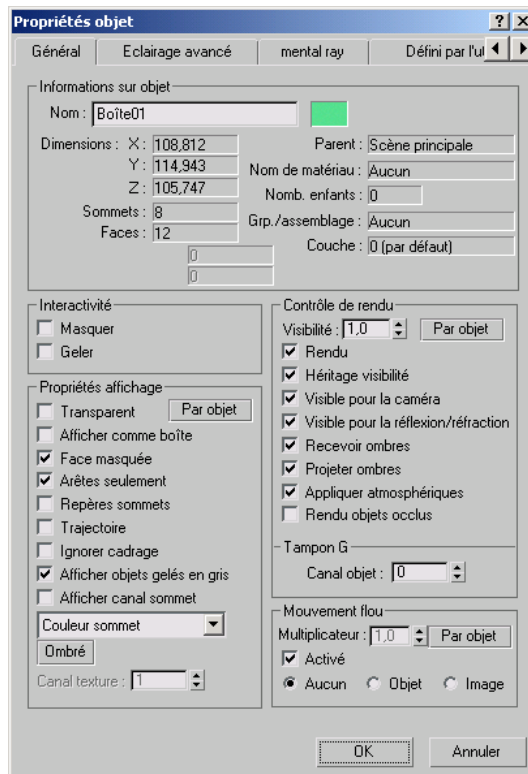 Propriétés objet
Général
Eclairage avancé
mental ray
Défini par l'u
Informations sur objet
Nom : Boîte01
Dimensions : X : 108,812
Y : 114,943
Z : 105,747
Sommets : 8
Faces : 12
0
0
Parent : Scène principale
Nom de matériau : Aucun
Nomb. enfants : 0
Grp./assemblage : Aucun
Couche : 0 (par défaut)
Interactivité
Masquer
Geler
Propriétés affichage
Transparent
Par objet
Afficher comme boîte
Face masquée
Arêtes seulement
Repères sommets
Trajectoire
Ignorer cadrage
Afficher objets gelés en gris
Afficher canal sommet
Couleur sommet
Ombré
Canal texture : 1
Contrôle de rendu
Visibilité : 1,0
Par objet
Rendu
Héritage visibilité
Visible pour la caméra
Visible pour la réflexion/réfraction
Recevoir ombres
Projeter ombres
Appliquer atmosphériques
Rendu objets occlus
Tampon G
Canal objet : 0
Mouvement flou
Multiplicateur : 1,0
Par objet
Activé
Aucun
Objet
Image
OK
Annuler